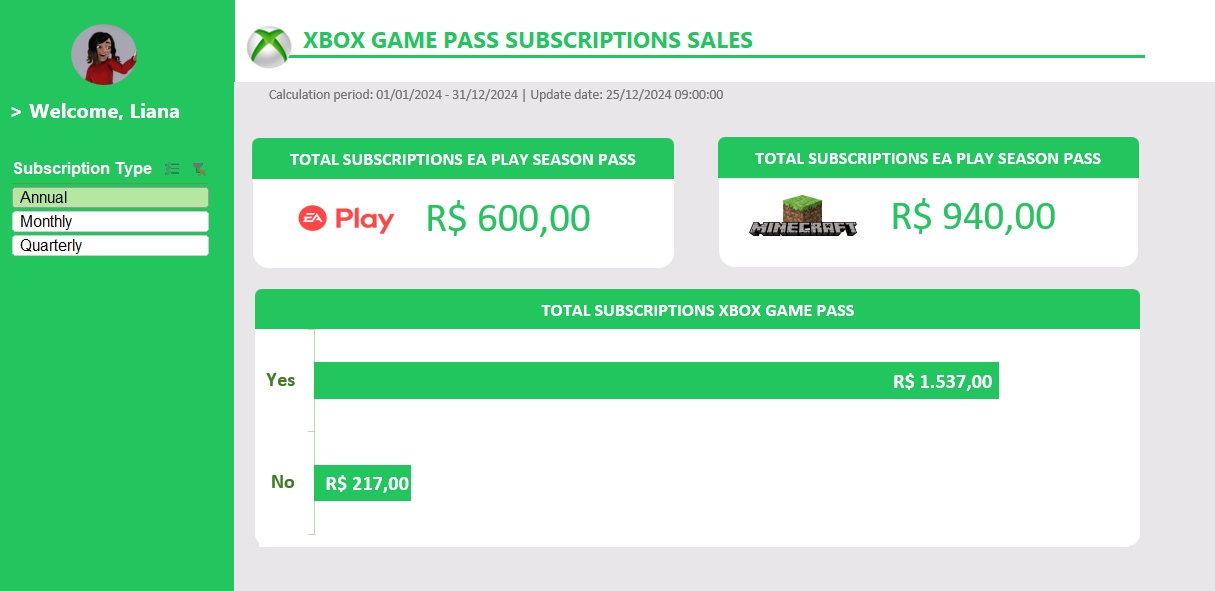 XBOX GAME PASS SUBSCRIPTIONS SALES
> Welcome, Liana
Calculation period: 01/01/2024 - 31/12/2024 | Update date: 25/12/2024 09:00:00
Subscription Type
Annual
Monthly
Quarterly
TOTAL SUBSCRIPTIONS EA PLAY SEASON PASS
EA Play R$ 600,00
TOTAL SUBSCRIPTIONS EA PLAY SEASON PASS
MINECRAFT R$ 940,00
TOTAL SUBSCRIPTIONS XBOX GAME PASS
Yes R$ 1.537,00
No R$ 217,00